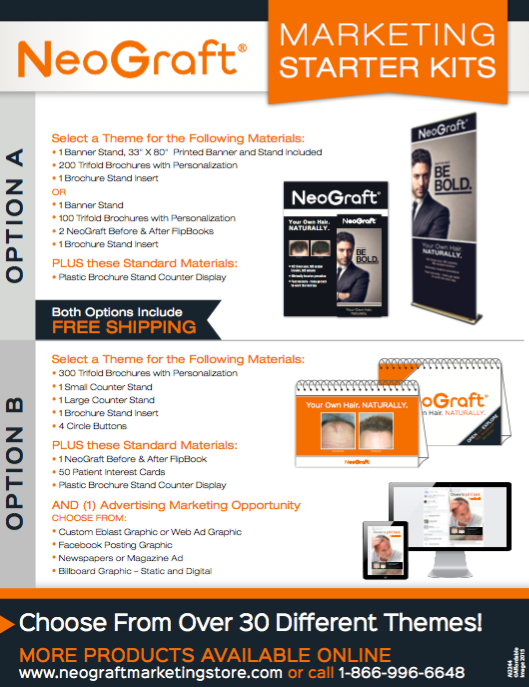 NeoGraft®
MARKETING
STARTER KITS
OPTION A
Select a Theme for the Following Materials:
• 1 Banner Stand, 33" X 80" Printed Banner and Stand Included
• 200 Trifold Brochures with Personalization
• 1 Brochure Stand Insert
OR
• 1 Banner Stand
• 100 Trifold Brochures with Personalization
• 2 NeoGraft Before & After FlipBooks
• 1 Brochure Stand Insert
PLUS these Standard Materials:
• Plastic Brochure Stand Counter Display
NeoGraft®
Your Own Hair.
NATURALLY.
NeoGraft
BE
BOLD.
Your Own Hair
NATURALLY.
NeoGraft®
BE
BOLD.
Your Own Hair.
NATURALLY.
Both Options Include
FREE SHIPPING
OPTION B
Select a Theme for the Following Materials:
• 300 Trifold Brochures with Personalization
• 1 Small Counter Stand
• 1 Large Counter Stand
• 1 Brochure Stand Insert
• 4 Circle Buttons
PLUS these Standard Materials:
• 1 NeoGraft Before & After FlipBook
• 50 Patient Interest Cards
• Plastic Brochure Stand Counter Display
AND (1) Advertising Marketing Opportunity
CHOOSE FROM:
• Custom Eblast Graphic or Web Ad Graphic
• Facebook Posting Graphic
• Newspapers or Magazine Ad
• Billboard Graphic – Static and Digital
Your Own Hair. NATURALLY.
NeoGraft
oGraft®
n Hair. NATURALLY.
Choose From Over 30 Different Themes!
MORE PRODUCTS AVAILABLE ONLINE
www.neograftmarketingstore.com or call 1-866-996-6648